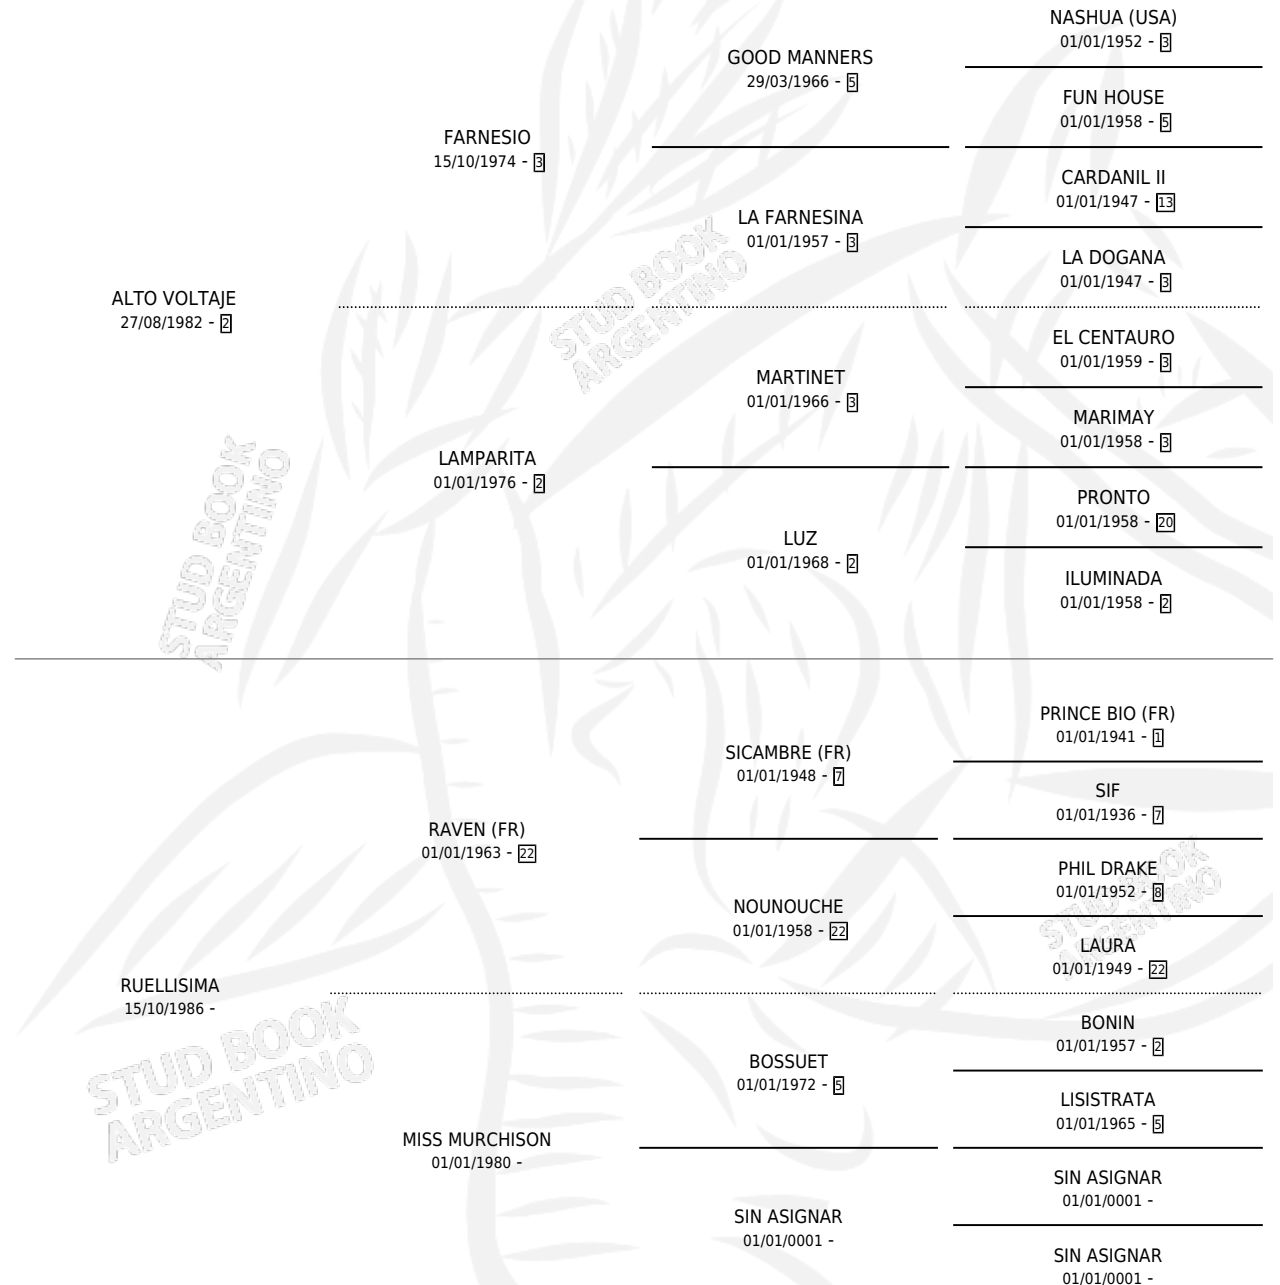 NASHUA (USA)
01/01/1952 - 3
GOOD MANNERS
29/03/1966 - 5
FUN HOUSE
01/01/1958 - 5
FARNESIO
15/10/1974 - 3
CARDANIL II
01/01/1947 - 13
LA FARNESINA
01/01/1957 - 3
LA DOGANA
01/01/1947 - 3
ALTO VOLTAJE
27/08/1982 - 2
EL CENTAURO
01/01/1959 - 3
MARTINET
01/01/1966 - 3
MARIMAY
01/01/1958 - 3
LAMPARITA
01/01/1976 - 2
PRONTO
01/01/1958 - 20
LUZ
01/01/1968 - 2
ILUMINADA
01/01/1958 - 2
PRINCE BIO (FR)
01/01/1941 - 1
SICAMBRE (FR)
01/01/1948 - 7
SIF
01/01/1936 - 7
RAVEN (FR)
01/01/1963 - 22
PHIL DRAKE
01/01/1952 - 8
NOUNOUCHE
01/01/1958 - 22
LAURA
01/01/1949 - 22
RUELLISIMA
15/10/1986 -
BONIN
01/01/1957 - 2
BOSSUET
01/01/1972 - 5
LISISTRATA
01/01/1965 - 5
MISS MURCHISON
01/01/1980 -
SIN ASIGNAR
01/01/0001 -
SIN ASIGNAR
01/01/0001 -
SIN ASIGNAR
01/01/0001 -
STUD BOOK
ARGENTINO
STUD BOOK
ARGENTINO
STUD BOOK
ARGENTINO
STUD BOOK
ARGENTINO